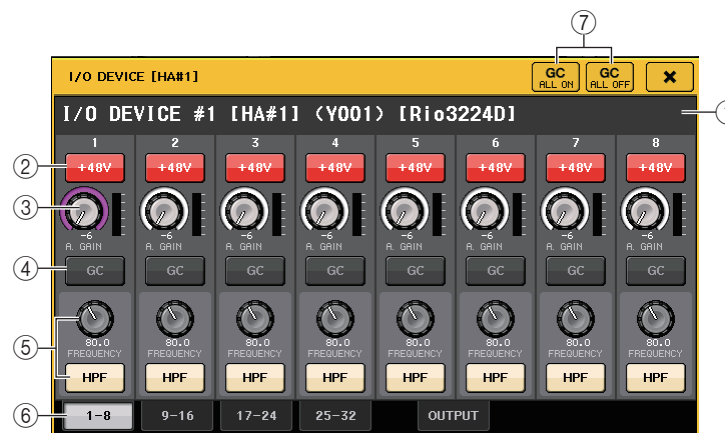 ⑦
I/O DEVICE [HA#1] GC ALL ON GC ALL OFF ×
I/O DEVICE #1 [HA#1] (Y001) [Rio3224D]
1 2 3 4 5 6 7 8
② +48V +48V +48V +48V +48V +48V +48V +48V
③ -6 -6 -6 -6 -6 -6 -6 -6
A. GAIN A. GAIN A. GAIN A. GAIN A. GAIN A. GAIN A. GAIN A. GAIN
④ GC GC GC GC GC GC GC GC
⑤ 80.0 80.0 80.0 80.0 80.0 80.0 80.0 80.0
FREQUENCY FREQUENCY FREQUENCY FREQUENCY FREQUENCY FREQUENCY FREQUENCY FREQUENCY
HPF HPF HPF HPF HPF HPF HPF HPF
⑥ 1-8 9-16 17-24 25-32 OUTPUT